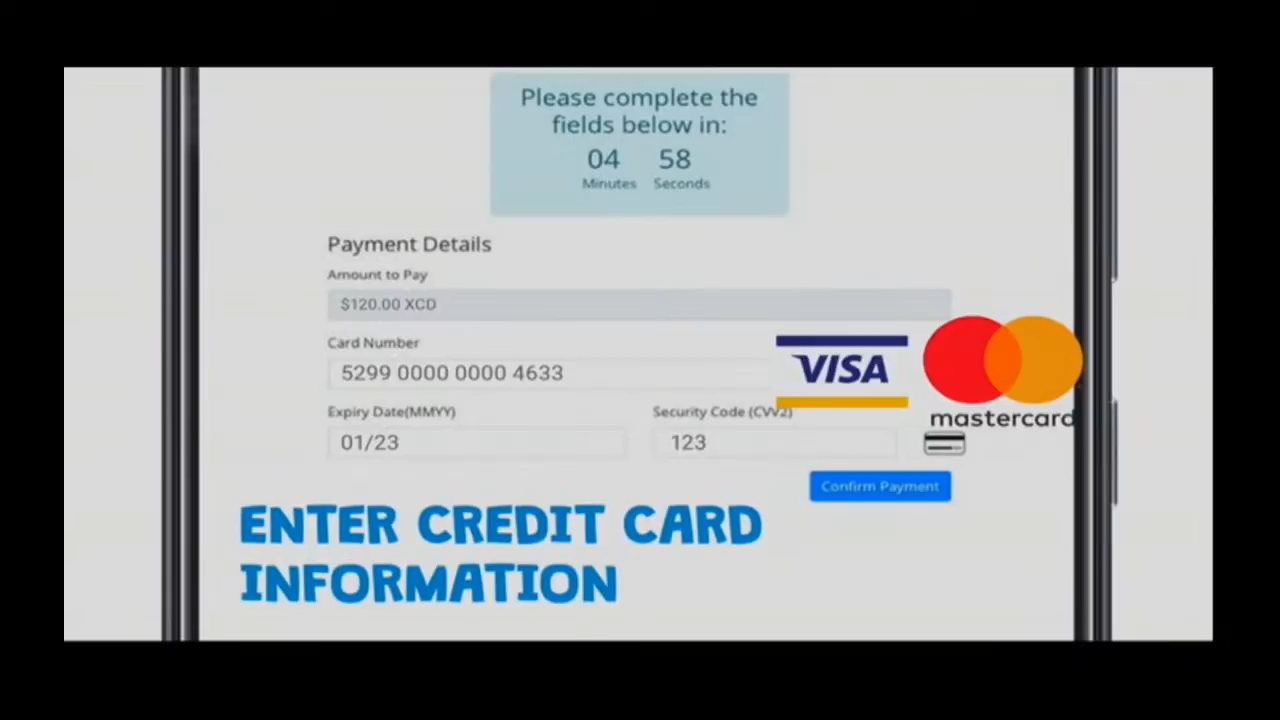 Please complete the
fields below in:
04 58
Minutes Seconds
Payment Details
Amount to Pay
$120.00 XCD
Card Number
5299 0000 0000 4633
VISA
mastercard
Expiry Date(MMYY) Security Code (CVV2)
01/23 123
Confirm Payment
ENTER CREDIT CARD
INFORMATION